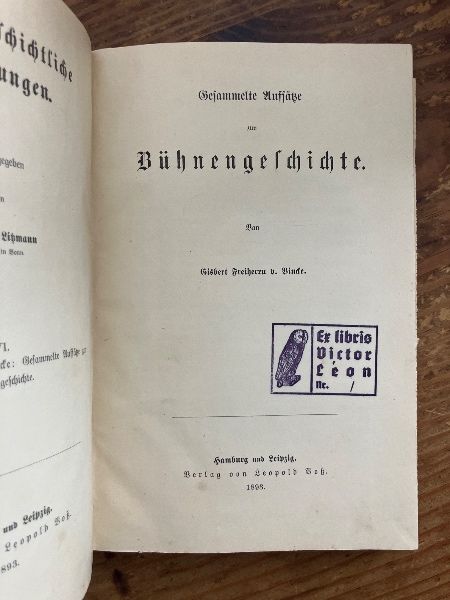 ſchichtliche
ungen.
gegeben
n
Litzmann
in Bonn.
VI.
cke: Geſammelte Aufſätze zur
geſchichte.
und Leipzig.
Leopold Voß.
893.
Geſammelte Aufſätze
zur
Bühnengeſchichte.
Von
Gisbert Freiherrn v. Vincke.
Ex libris
Victor
Léon
Nr. /
Hamburg und Leipzig.
Verlag von Leopold Voß.
1893.